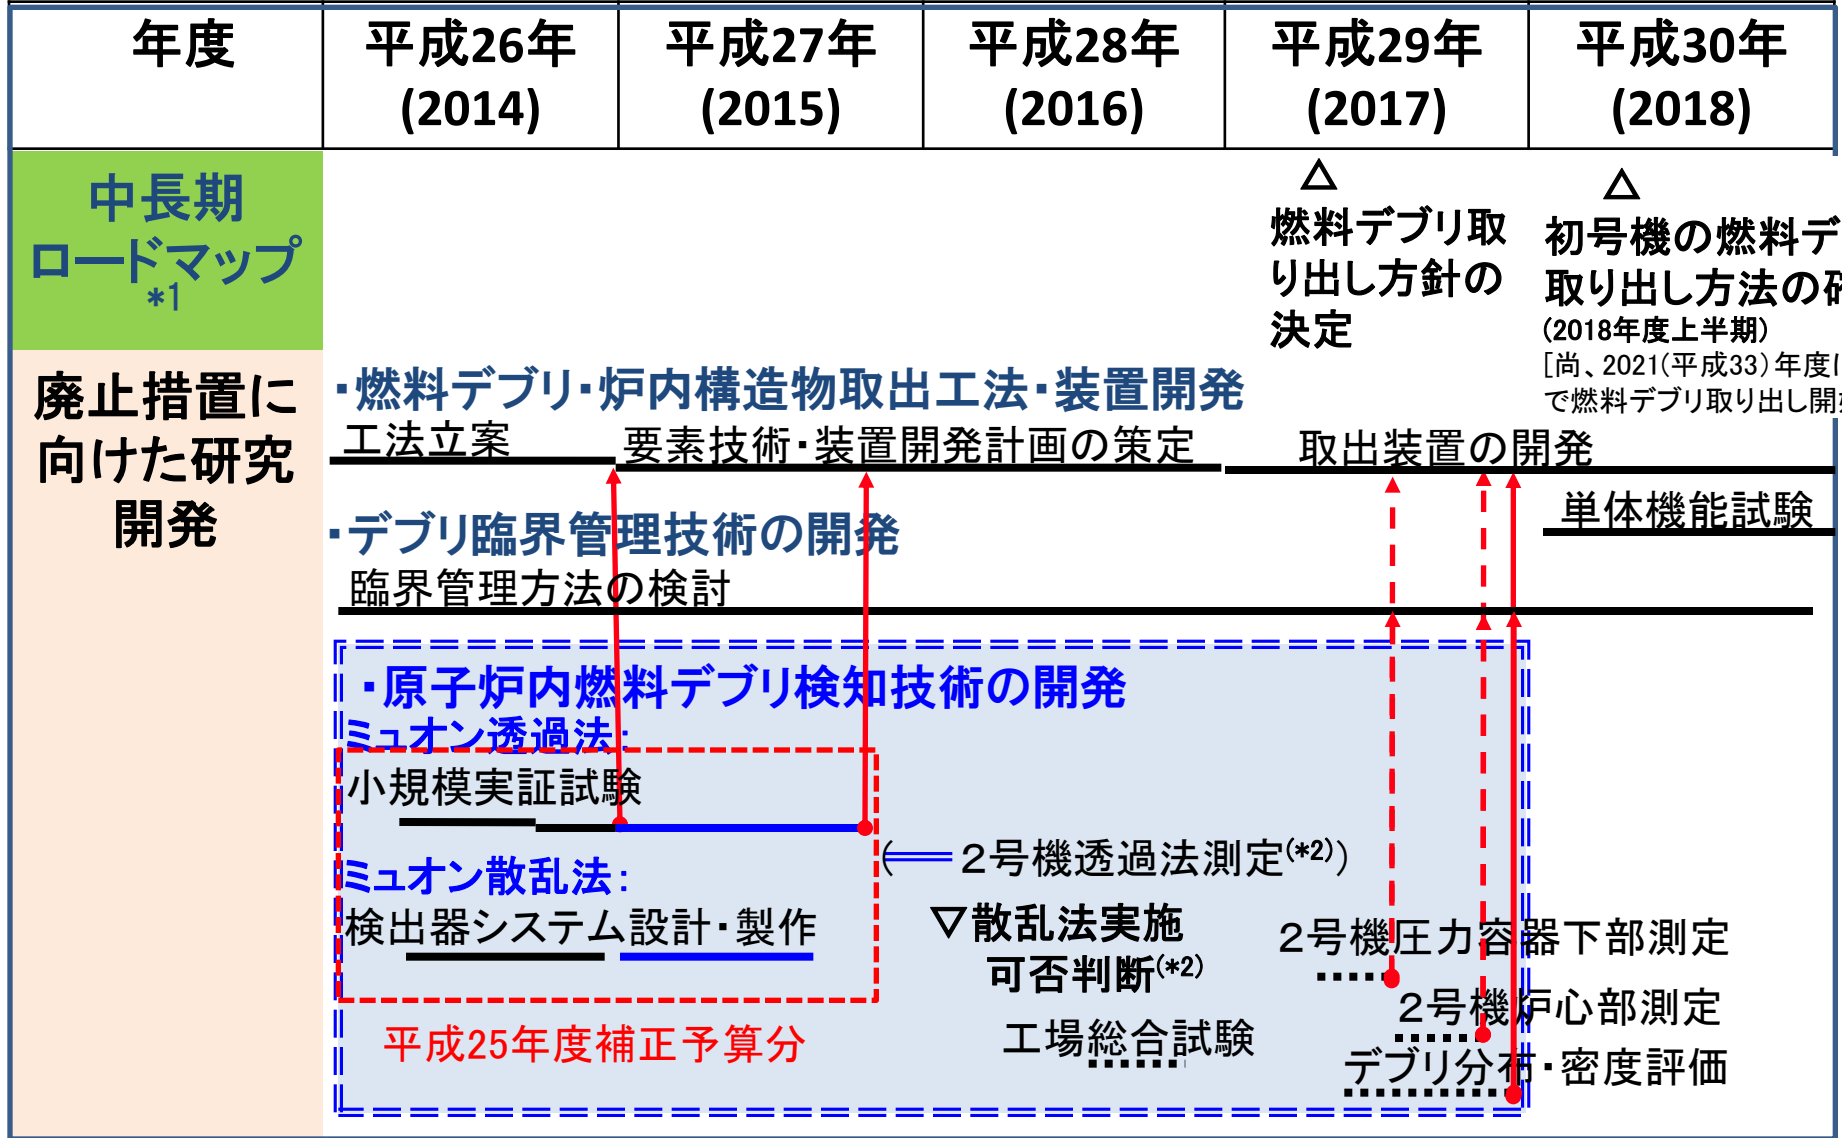 年度
平成26年
(2014)
平成27年
(2015)
平成28年
(2016)
平成29年
(2017)
平成30年
(2018)
中長期
ロードマップ
*1
△
燃料デブリ取
り出し方針の
決定
△
初号機の燃料デ
取り出し方法の
(2018年度上半期)
[尚、2021(平成33)年度
で燃料デブリ取り出し開
廃止措置に
向けた研究
開発
・燃料デブリ・炉内構造物取出工法・装置開発
工法立案
要素技術・装置開発計画の策定
取出装置の開発
単体機能試験
・デブリ臨界管理技術の開発
臨界管理方法の検討
・原子炉内燃料デブリ検知技術の開発
ミュオン透過法:
小規模実証試験
( 2号機透過法測定(*2))
ミュオン散乱法:
検出器システム設計・製作
▽散乱法実施
可否判断(*2)
2号機圧力容器下部測定
2号機炉心部測定
平成25年度補正予算分
工場総合試験
デブリ分布・密度評価